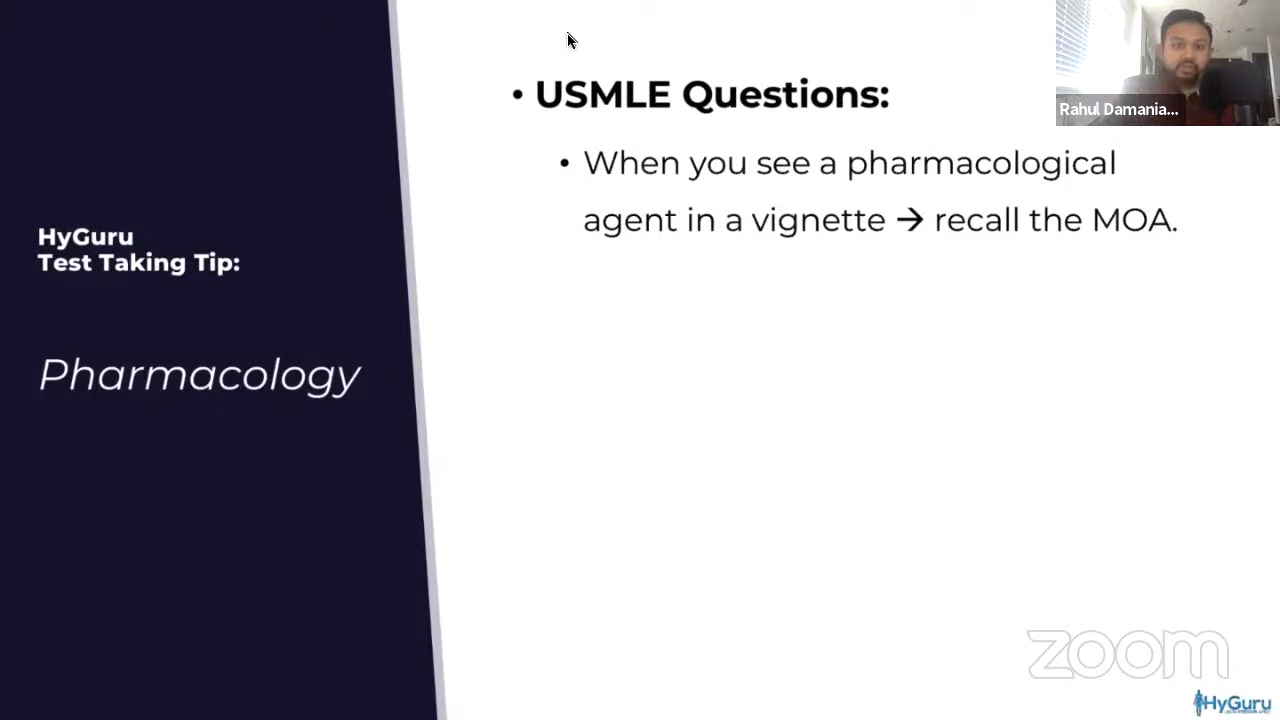 Rahul Damania...
• USMLE Questions:
• When you see a pharmacological
agent in a vignette → recall the MOA.
HyGuru
Test Taking Tip:
Pharmacology
zoom
HyGuru